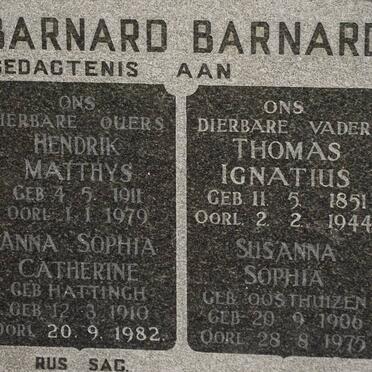 BARNARD BARNARD
GEDACTENIS AAN
ONS
DIERBARE OUERS
HENDRIK
MATTHYS
GEB 4. 5. 1911
OORL 1. 1 1979
ANNA SOPHIA
CATHERINE
GEB HATTINGH
GEB 12. 3. 1910
OORL 20. 9. 1982.
ONS
DIERBARE VADER
THOMAS
IGNATIUS
GEB 11. 5. 1851
OORL 2. 2. 1944
SUSANNA
SOPHIA
GEB OOSTHUIZEN
GEB 20. 9. 1906
OORL 28. 8. 1975
RUS SAG.